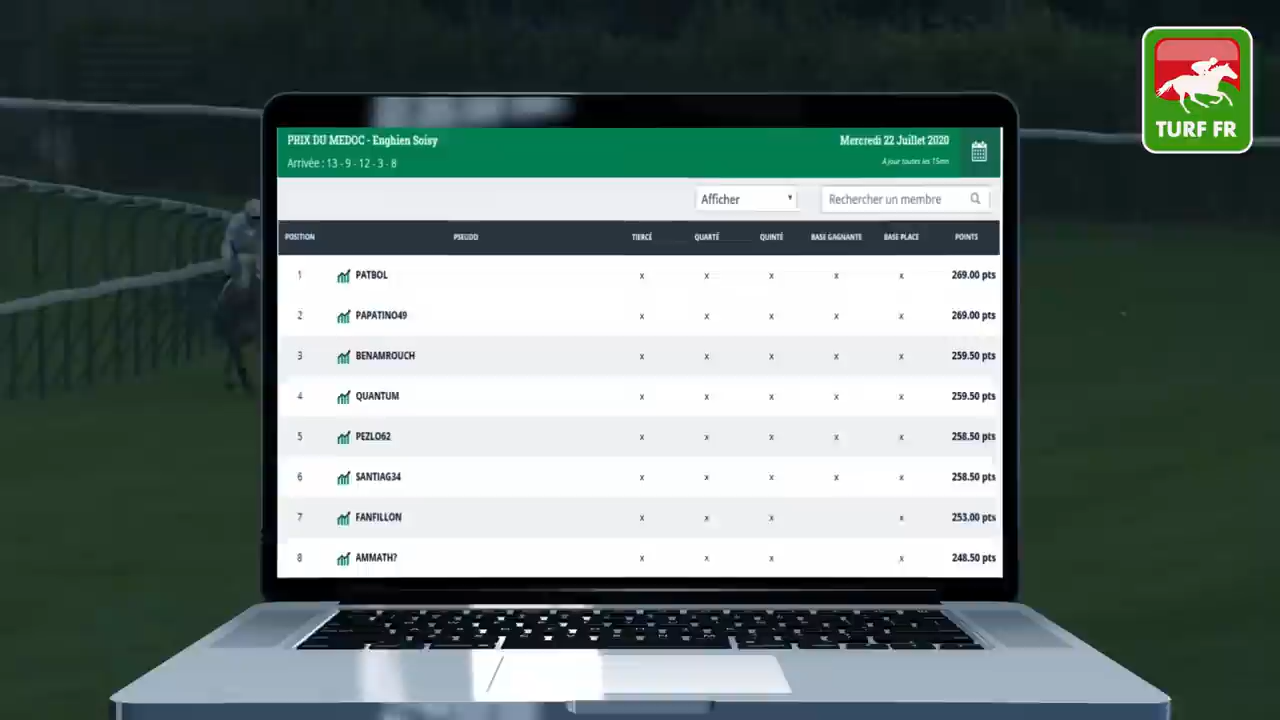 TURF FR
PRIX DU MEDOC - Enghien Soisy
Mercredi 22 Juillet 2020
Arrivée : 13 - 9 - 12 - 3 - 8
A jour toutes les 15mn
Afficher
Rechercher un membre
POSITION PSEUDO TIERCÉ QUARTÉ QUINTÉ BASE GAGNANTE BASE PLACE POINTS
1 PATBOL x x x x x 269.00 pts
2 PAPATINO49 x x x x x 269.00 pts
3 BENAMROUCH x x x x x 259.50 pts
4 QUANTUM x x x x x 259.50 pts
5 PEZLO62 x x x x x 258.50 pts
6 SANTIAG34 x x x x x 258.50 pts
7 FANFILLON x x x x 253.00 pts
8 AMMATH? x x x x 248.50 pts